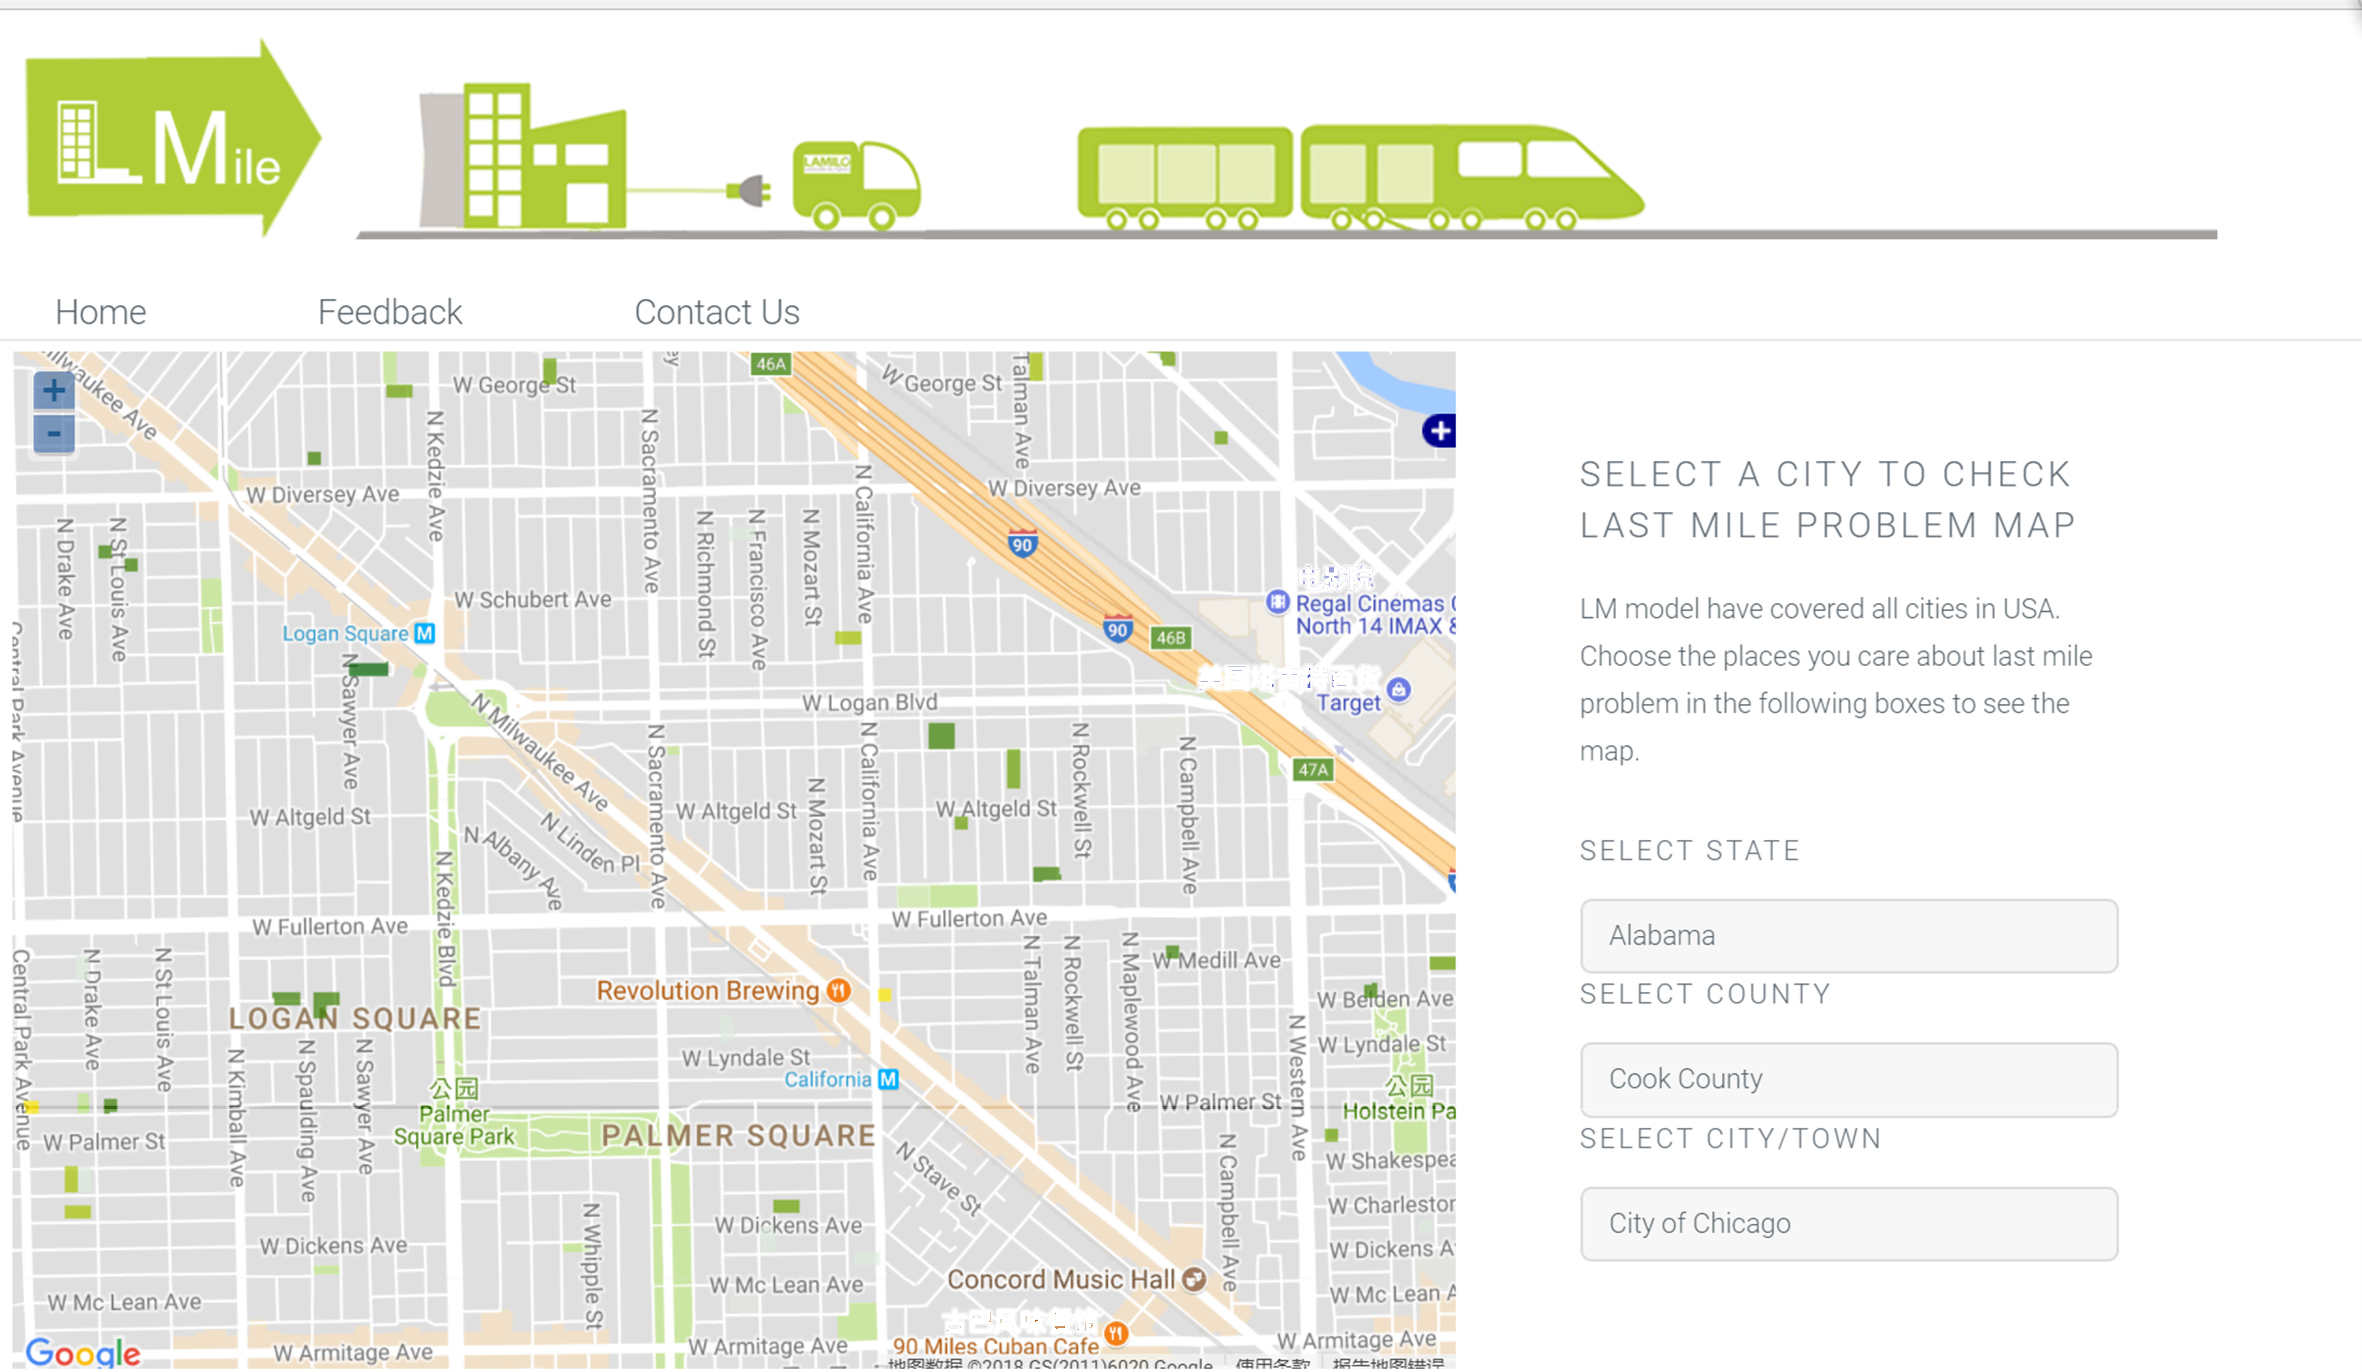 LMile
LAMILO
Home
Feedback
Contact Us
Milwaukee Ave
W George St
46A
W George St
Talman Ave
+
-
+
N Kedzie Ave
N Sacramento Ave
N California Ave
W Diversey Ave
W Diversey Ave
N Drake Ave
N St Louis Ave
N Richmond St
N Francisco Ave
N Mozart St
90
W Schubert Ave
Regal Cinemas
North 14 IMAX &
Logan Square M
90
46B
Central Park Avenue
N Sawyer Ave
N Milwaukee Ave
W Logan Blvd
Target
N Sacramento Ave
N California Ave
N Rockwell St
N Campbell Ave
47A
W Altgeld St
W Altgeld St
W Altgeld St
N Mozart St
N Linden Pl
N Albany Ave
N Kedzie Blvd
W Fullerton Ave
W Fullerton Ave
Central Park Avenue
N Drake Ave
N St Louis Ave
N Talman Ave
N Rockwell St
N Maplewood Ave
W Medill Ave
Revolution Brewing
W Belden Ave
LOGAN SQUARE
N Kimball Ave
N Spaulding Ave
N Sawyer Ave
W Lyndale St
N Western Ave
W Lyndale St
California M
公园
Palmer
Square Park
公园
Holstein Pa
W Palmer St
W Palmer St
PALMER SQUARE
N Stave St
N Campbell Ave
W Shakespea
W Charleston
N Whipple St
W Dickens Ave
W Dickens Ave
W Dickens A
Concord Music Hall
W Mc Lean Ave
W Mc Lean Ave
W Mc Lean A
90 Miles Cuban Cafe
W Armitage Ave
W Armitage Ave
W Armitage Ave
Google
地图数据 ©2018 GS(2011)6020 Google
使用条款
报告地图错误
SELECT A CITY TO CHECK
LAST MILE PROBLEM MAP
LM model have covered all cities in USA.
Choose the places you care about last mile
problem in the following boxes to see the
map.
SELECT STATE
Alabama
SELECT COUNTY
Cook County
SELECT CITY/TOWN
City of Chicago